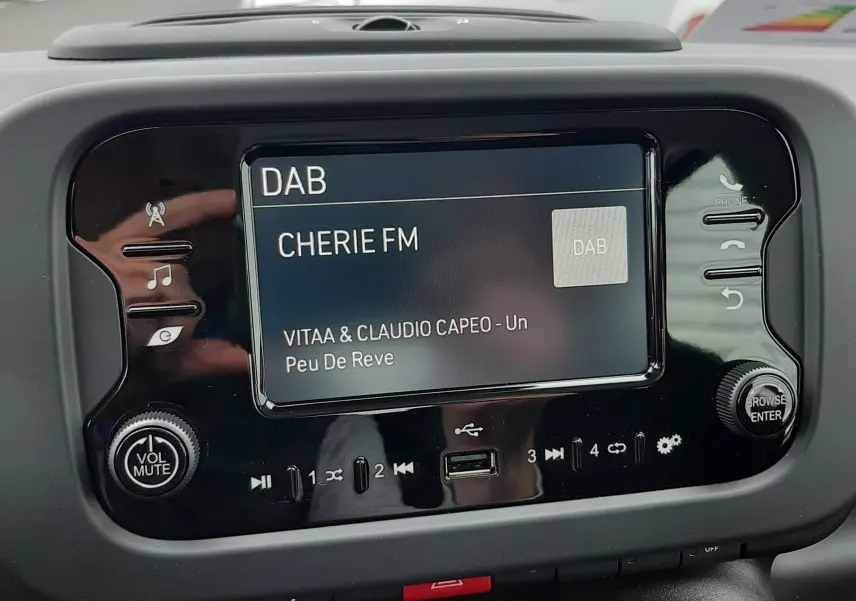 DAB
CHERIE FM
DAB
VITAA & CLAUDIO CAPEO - Un
Peu De Reve
PHONE
VOL
MUTE
BROWSE
ENTER
1
2
3
4
OFF